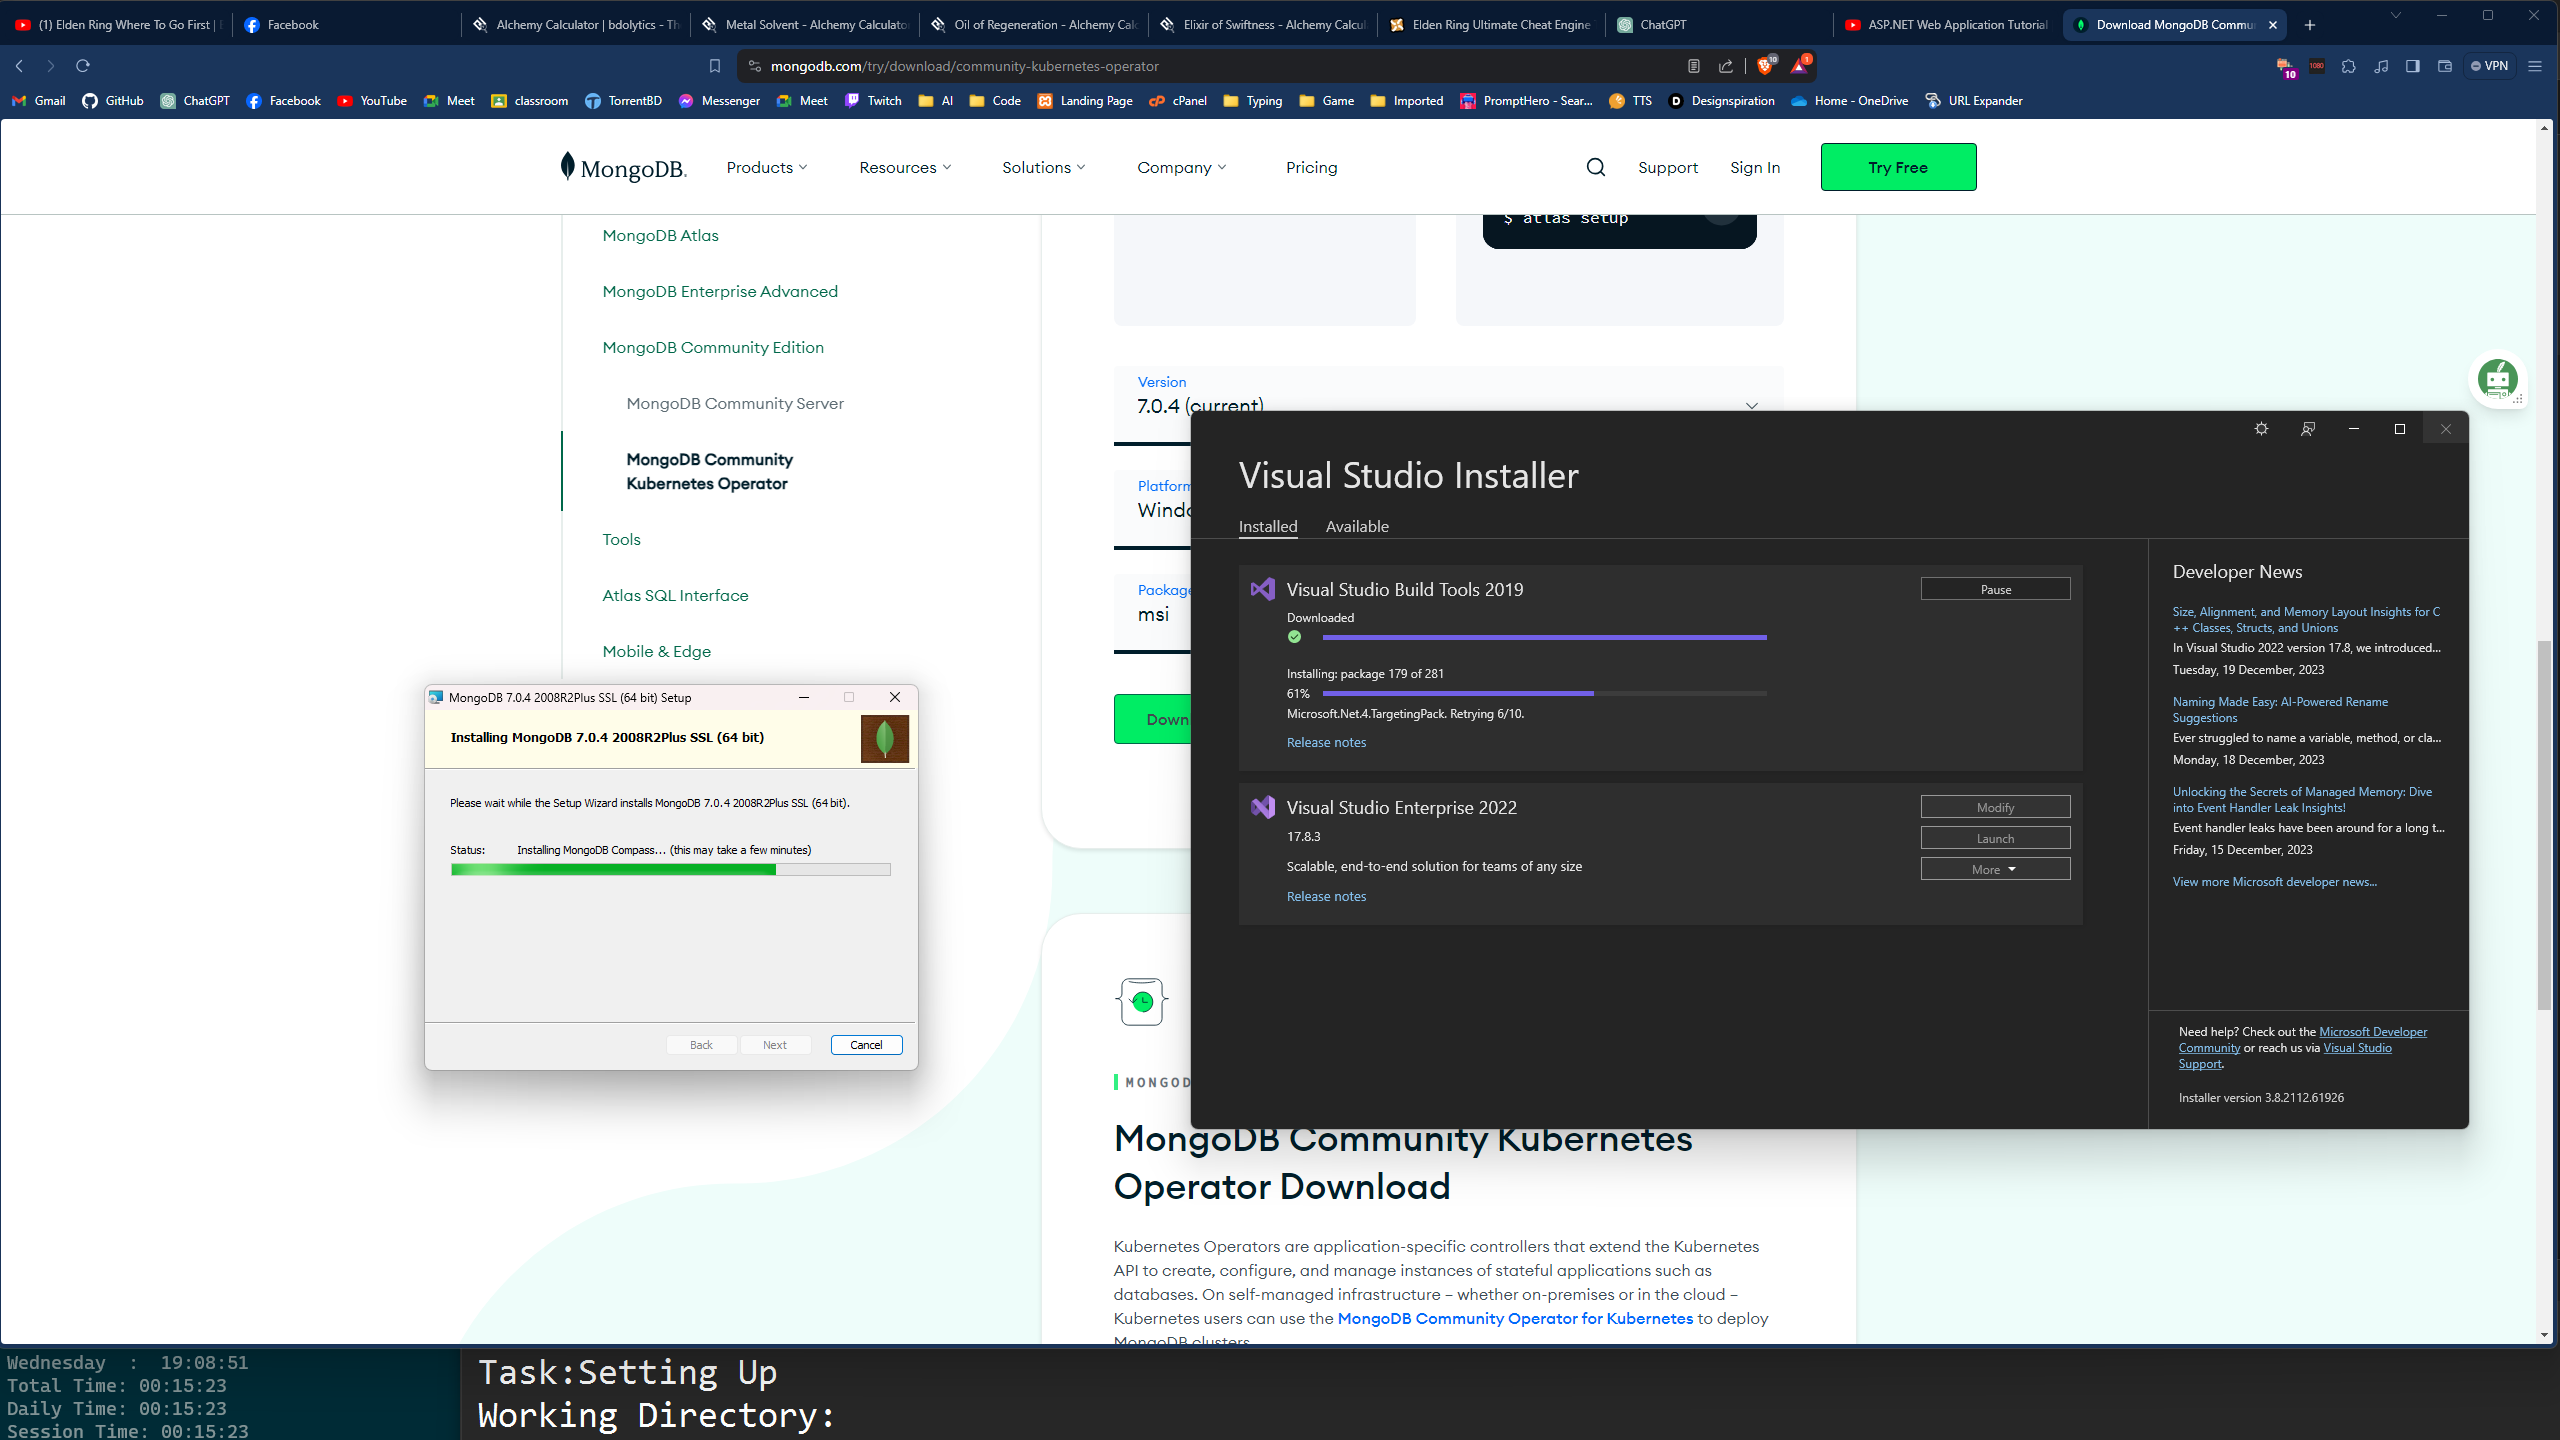 (1) Elden Ring Where To Go First |
Facebook
Alchemy Calculator | bdolytics - Th
Metal Solvent - Alchemy Calculator
Oil of Regeneration - Alchemy Calc
Elixir of Swiftness - Alchemy Calcul
Elden Ring Ultimate Cheat Engine
ChatGPT
ASP.NET Web Application Tutorial
Download MongoDB Commu
mongodb.com/try/download/community-kubernetes-operator
10
1
10
1080
VPN
Gmail
GitHub
ChatGPT
Facebook
YouTube
Meet
classroom
TorrentBD
Messenger
Meet
Twitch
AI
Code
Landing Page
cPanel
Typing
Game
Imported
PromptHero - Sear...
TTS
Designspiration
Home - OneDrive
URL Expander
MongoDB.
Products
Resources
Solutions
Company
Pricing
Support
Sign In
Try Free
MongoDB Atlas
MongoDB Enterprise Advanced
MongoDB Community Edition
MongoDB Community Server
MongoDB Community
Kubernetes Operator
Tools
Atlas SQL Interface
Mobile & Edge
$ atlas setup
Version
7.0.4 (current)
Platform
Windo
Package
msi
Down
MongoDB 7.0.4 2008R2Plus SSL (64 bit) Setup
Installing MongoDB 7.0.4 2008R2Plus SSL (64 bit)
Please wait while the Setup Wizard installs MongoDB 7.0.4 2008R2Plus SSL (64 bit).
Status: Installing MongoDB Compass... (this may take a few minutes)
Back
Next
Cancel
Visual Studio Installer
Installed
Available
Visual Studio Build Tools 2019
Pause
Downloaded
Installing: package 179 of 281
61%
Microsoft.Net.4.TargetingPack. Retrying 6/10.
Release notes
Visual Studio Enterprise 2022
Modify
17.8.3
Launch
Scalable, end-to-end solution for teams of any size
More
Release notes
Developer News
Size, Alignment, and Memory Layout Insights for C
++ Classes, Structs, and Unions
In Visual Studio 2022 version 17.8, we introduced...
Tuesday, 19 December, 2023
Naming Made Easy: AI-Powered Rename
Suggestions
Ever struggled to name a variable, method, or cla...
Monday, 18 December, 2023
Unlocking the Secrets of Managed Memory: Dive
into Event Handler Leak Insights!
Event handler leaks have been around for a long t...
Friday, 15 December, 2023
View more Microsoft developer news...
Need help? Check out the Microsoft Developer
Community or reach us via Visual Studio
Support.
Installer version 3.8.2112.61926
MONGOD
MongoDB Community Kubernetes
Operator Download
Kubernetes Operators are application-specific controllers that extend the Kubernetes
API to create, configure, and manage instances of stateful applications such as
databases. On self-managed infrastructure – whether on-premises or in the cloud –
Kubernetes users can use the MongoDB Community Operator for Kubernetes to deploy
MongoDB clusters.
Wednesday : 19:08:51
Total Time: 00:15:23
Daily Time: 00:15:23
Session Time: 00:15:23
Task:Setting Up
Working Directory: